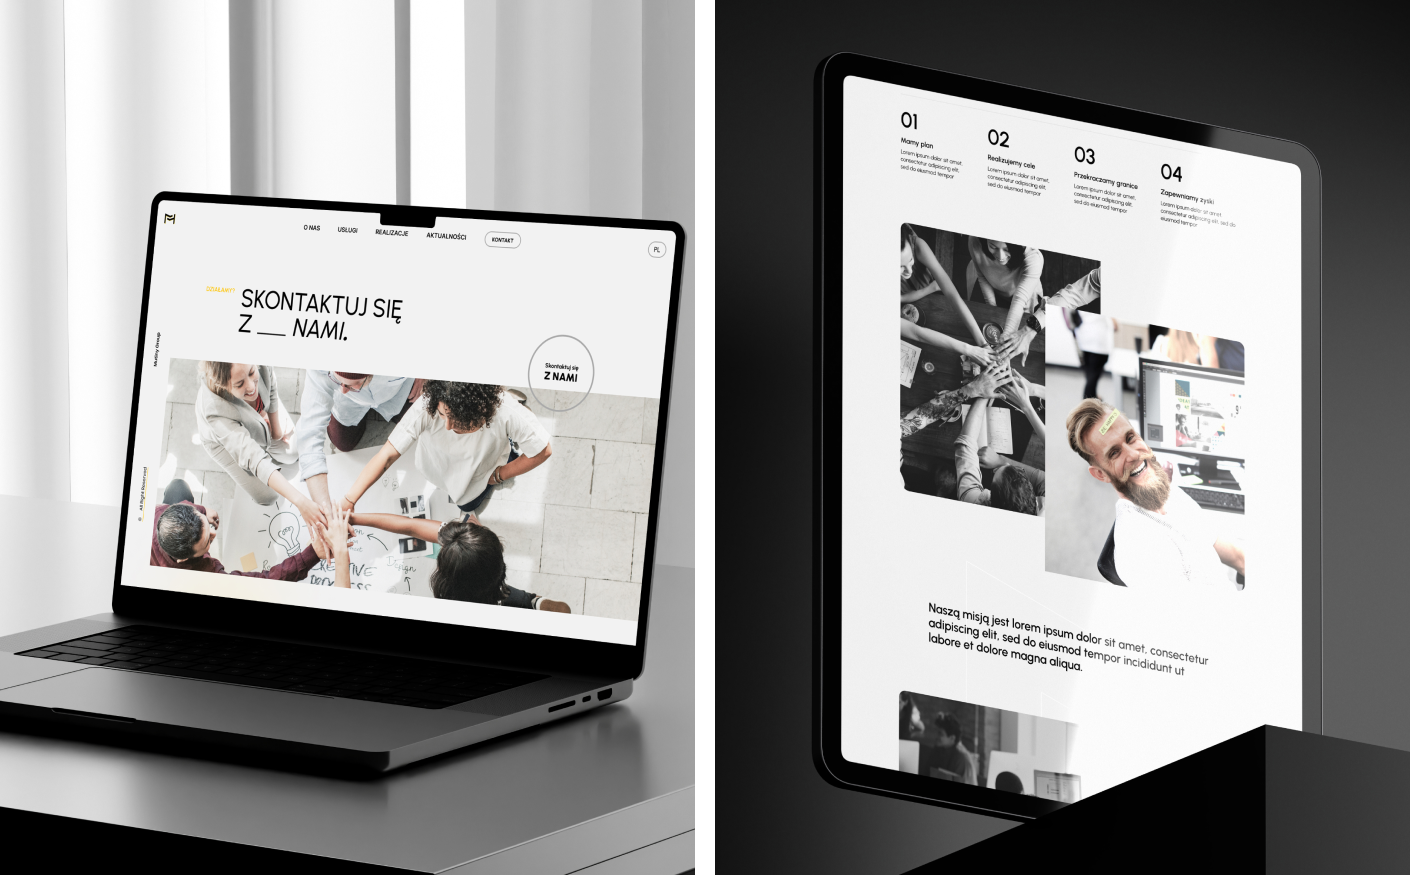 O NAS USŁUGI REALIZACJE AKTUALNOŚCI KONTAKT PL
DZIAŁAMY?
SKONTAKTUJ SIĘ
Z __ NAMI.
Skontaktuj się
Z NAMI
Multicy Group
All Right Reserved
CREATIVE
PROCESS
Design
01
Mamy plan
Lorem ipsum dolor sit amet,
consectetur adipiscing elit,
sed do eiusmod tempor
02
Realizujemy cele
Lorem ipsum dolor sit amet,
consectetur adipiscing elit,
sed do eiusmod tempor
03
Przekraczamy granice
Lorem ipsum dolor sit amet,
consectetur adipiscing elit,
sed do eiusmod tempor
04
Zapewniamy zyski
Lorem ipsum dolor sit amet
consectetur adipiscing elit, sed do
eiusmod tempor
Naszą misją jest lorem ipsum dolor sit amet, consectetur
adipiscing elit, sed do eiusmod tempor incididunt ut
labore et dolore magna aliqua.